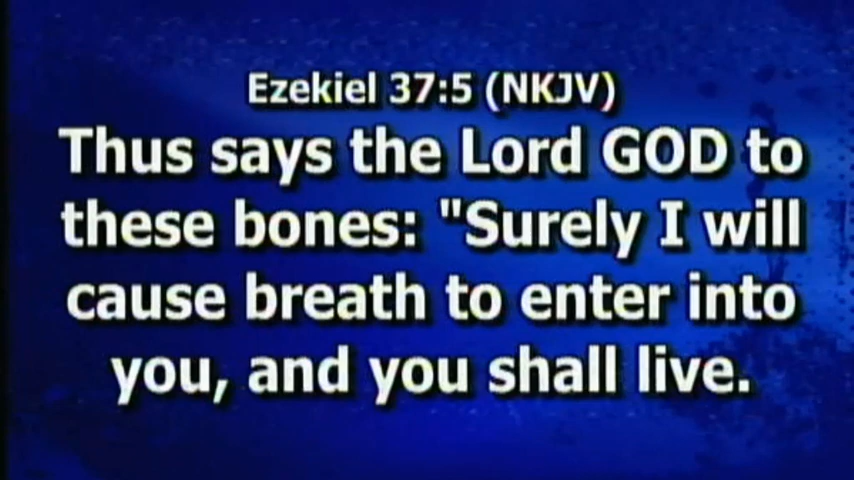 Ezekiel 37:5 (NKJV)
Thus says the Lord GOD to
these bones: "Surely I will
cause breath to enter into
you, and you shall live.